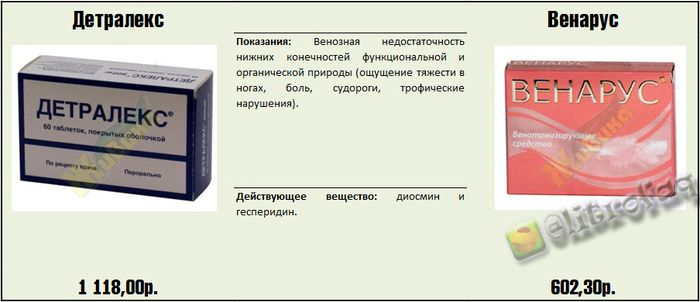 Детралекс
Венарус
Показания: Венозная недостаточность
нижних конечностей функциональной и
органической природы (ощущение тяжести в
ногах, боль, судороги, трофические
нарушения).
Действующее вещество: диосмин и
гесперидин.
ДЕТРАЛЕКС®
60 таблеток, покрытых оболочкой
По рецепту врача
Перорально
ВЕНАРУС®
Венотонизирующее
средство
1 118,00р.
602,30р.